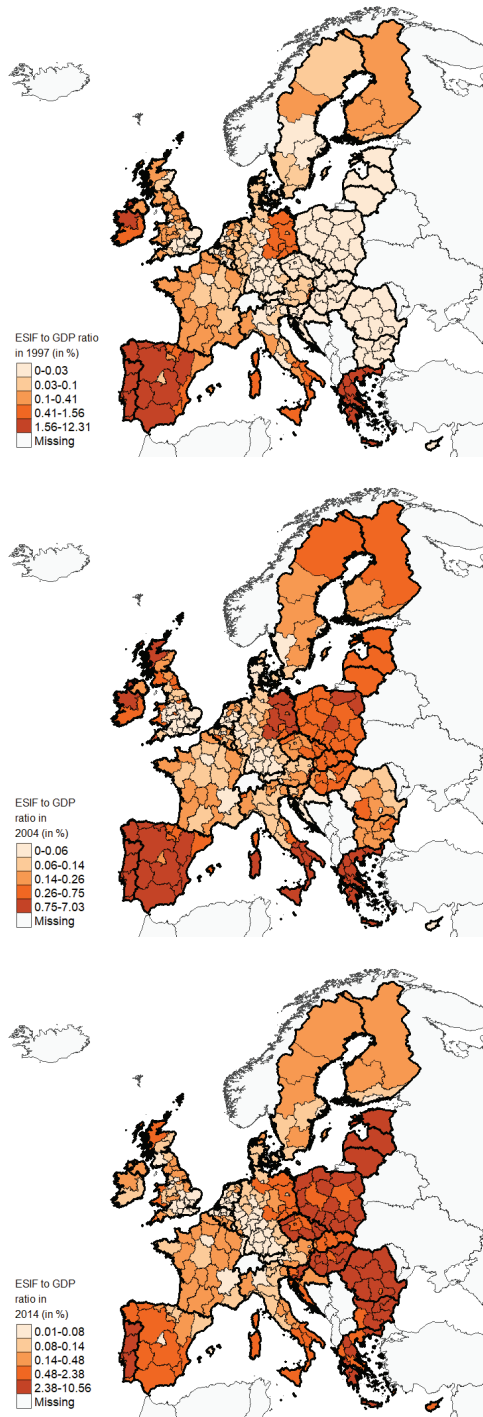 ESIF to GDP ratio
in 1997 (in %)
0-0.03
0.03-0.1
0.1-0.41
0.41-1.56
1.56-12.31
Missing
ESIF to GDP
ratio in
2004 (in %)
0-0.06
0.06-0.14
0.14-0.26
0.26-0.75
0.75-7.03
Missing
ESIF to GDP
ratio in
2014 (in %)
0.01-0.08
0.08-0.14
0.14-0.48
0.48-2.38
2.38-10.56
Missing